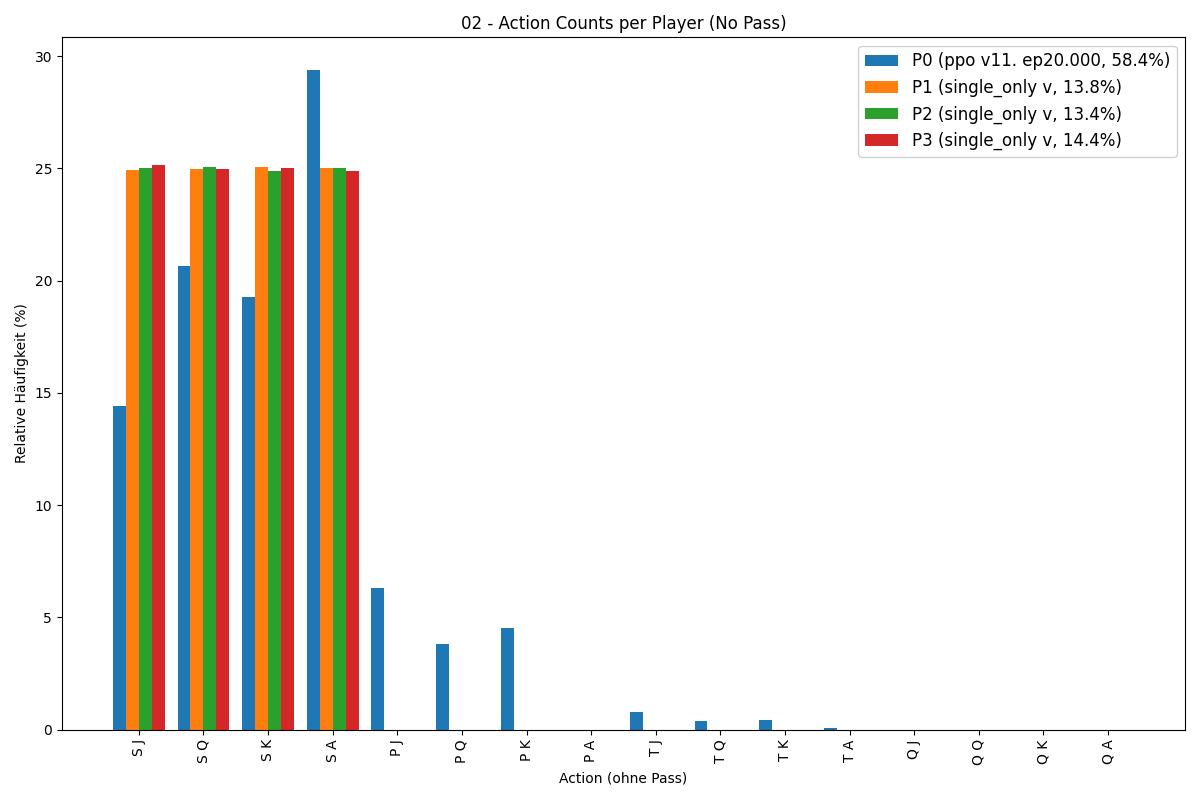 02 - Action Counts per Player (No Pass)
P0 (ppo v11. ep20.000, 58.4%)
P1 (single_only v, 13.8%)
P2 (single_only v, 13.4%)
P3 (single_only v, 14.4%)
Relative Häufigkeit (%)
30
25
20
15
10
5
0
S J
S Q
S K
S A
P J
P Q
P K
P A
T J
T Q
T K
T A
Q J
Q Q
Q K
Q A
Action (ohne Pass)